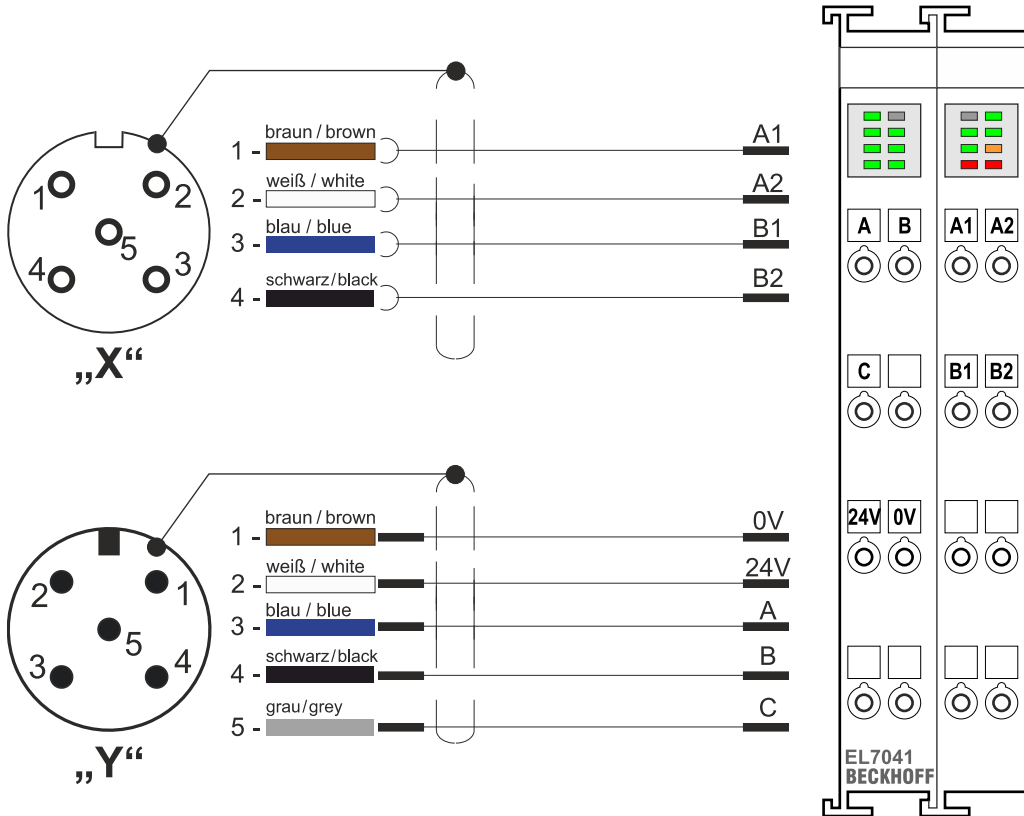 1 - braun / brown A1
2 - weiß / white A2
3 - blau / blue B1
4 - schwarz/black B2
1 2
5
4 3
„X“
1 - braun / brown 0V
2 - weiß / white 24V
3 - blau / blue A
4 - schwarz/black B
5 - grau/grey C
2 1
5
3 4
„Y“
A B A1 A2
C B1 B2
24V 0V
EL7041
BECKHOFF